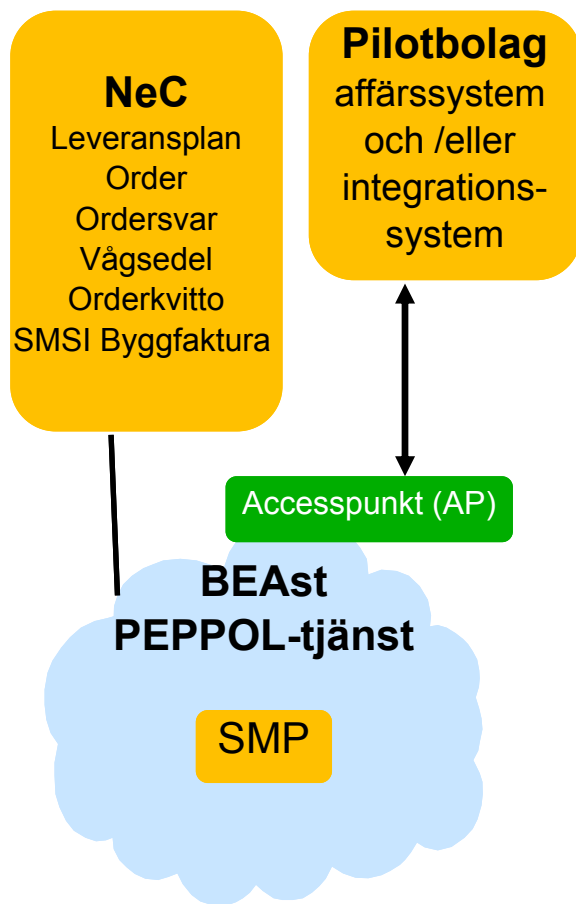 NeC
Leveransplan
Order
Ordersvar
Vågsedel
Orderkvitto
SMSI Byggfaktura
Pilotbolag
affärssystem
och /eller
integrations-
system
Accesspunkt (AP)
BEAst
PEPPOL-tjänst
SMP